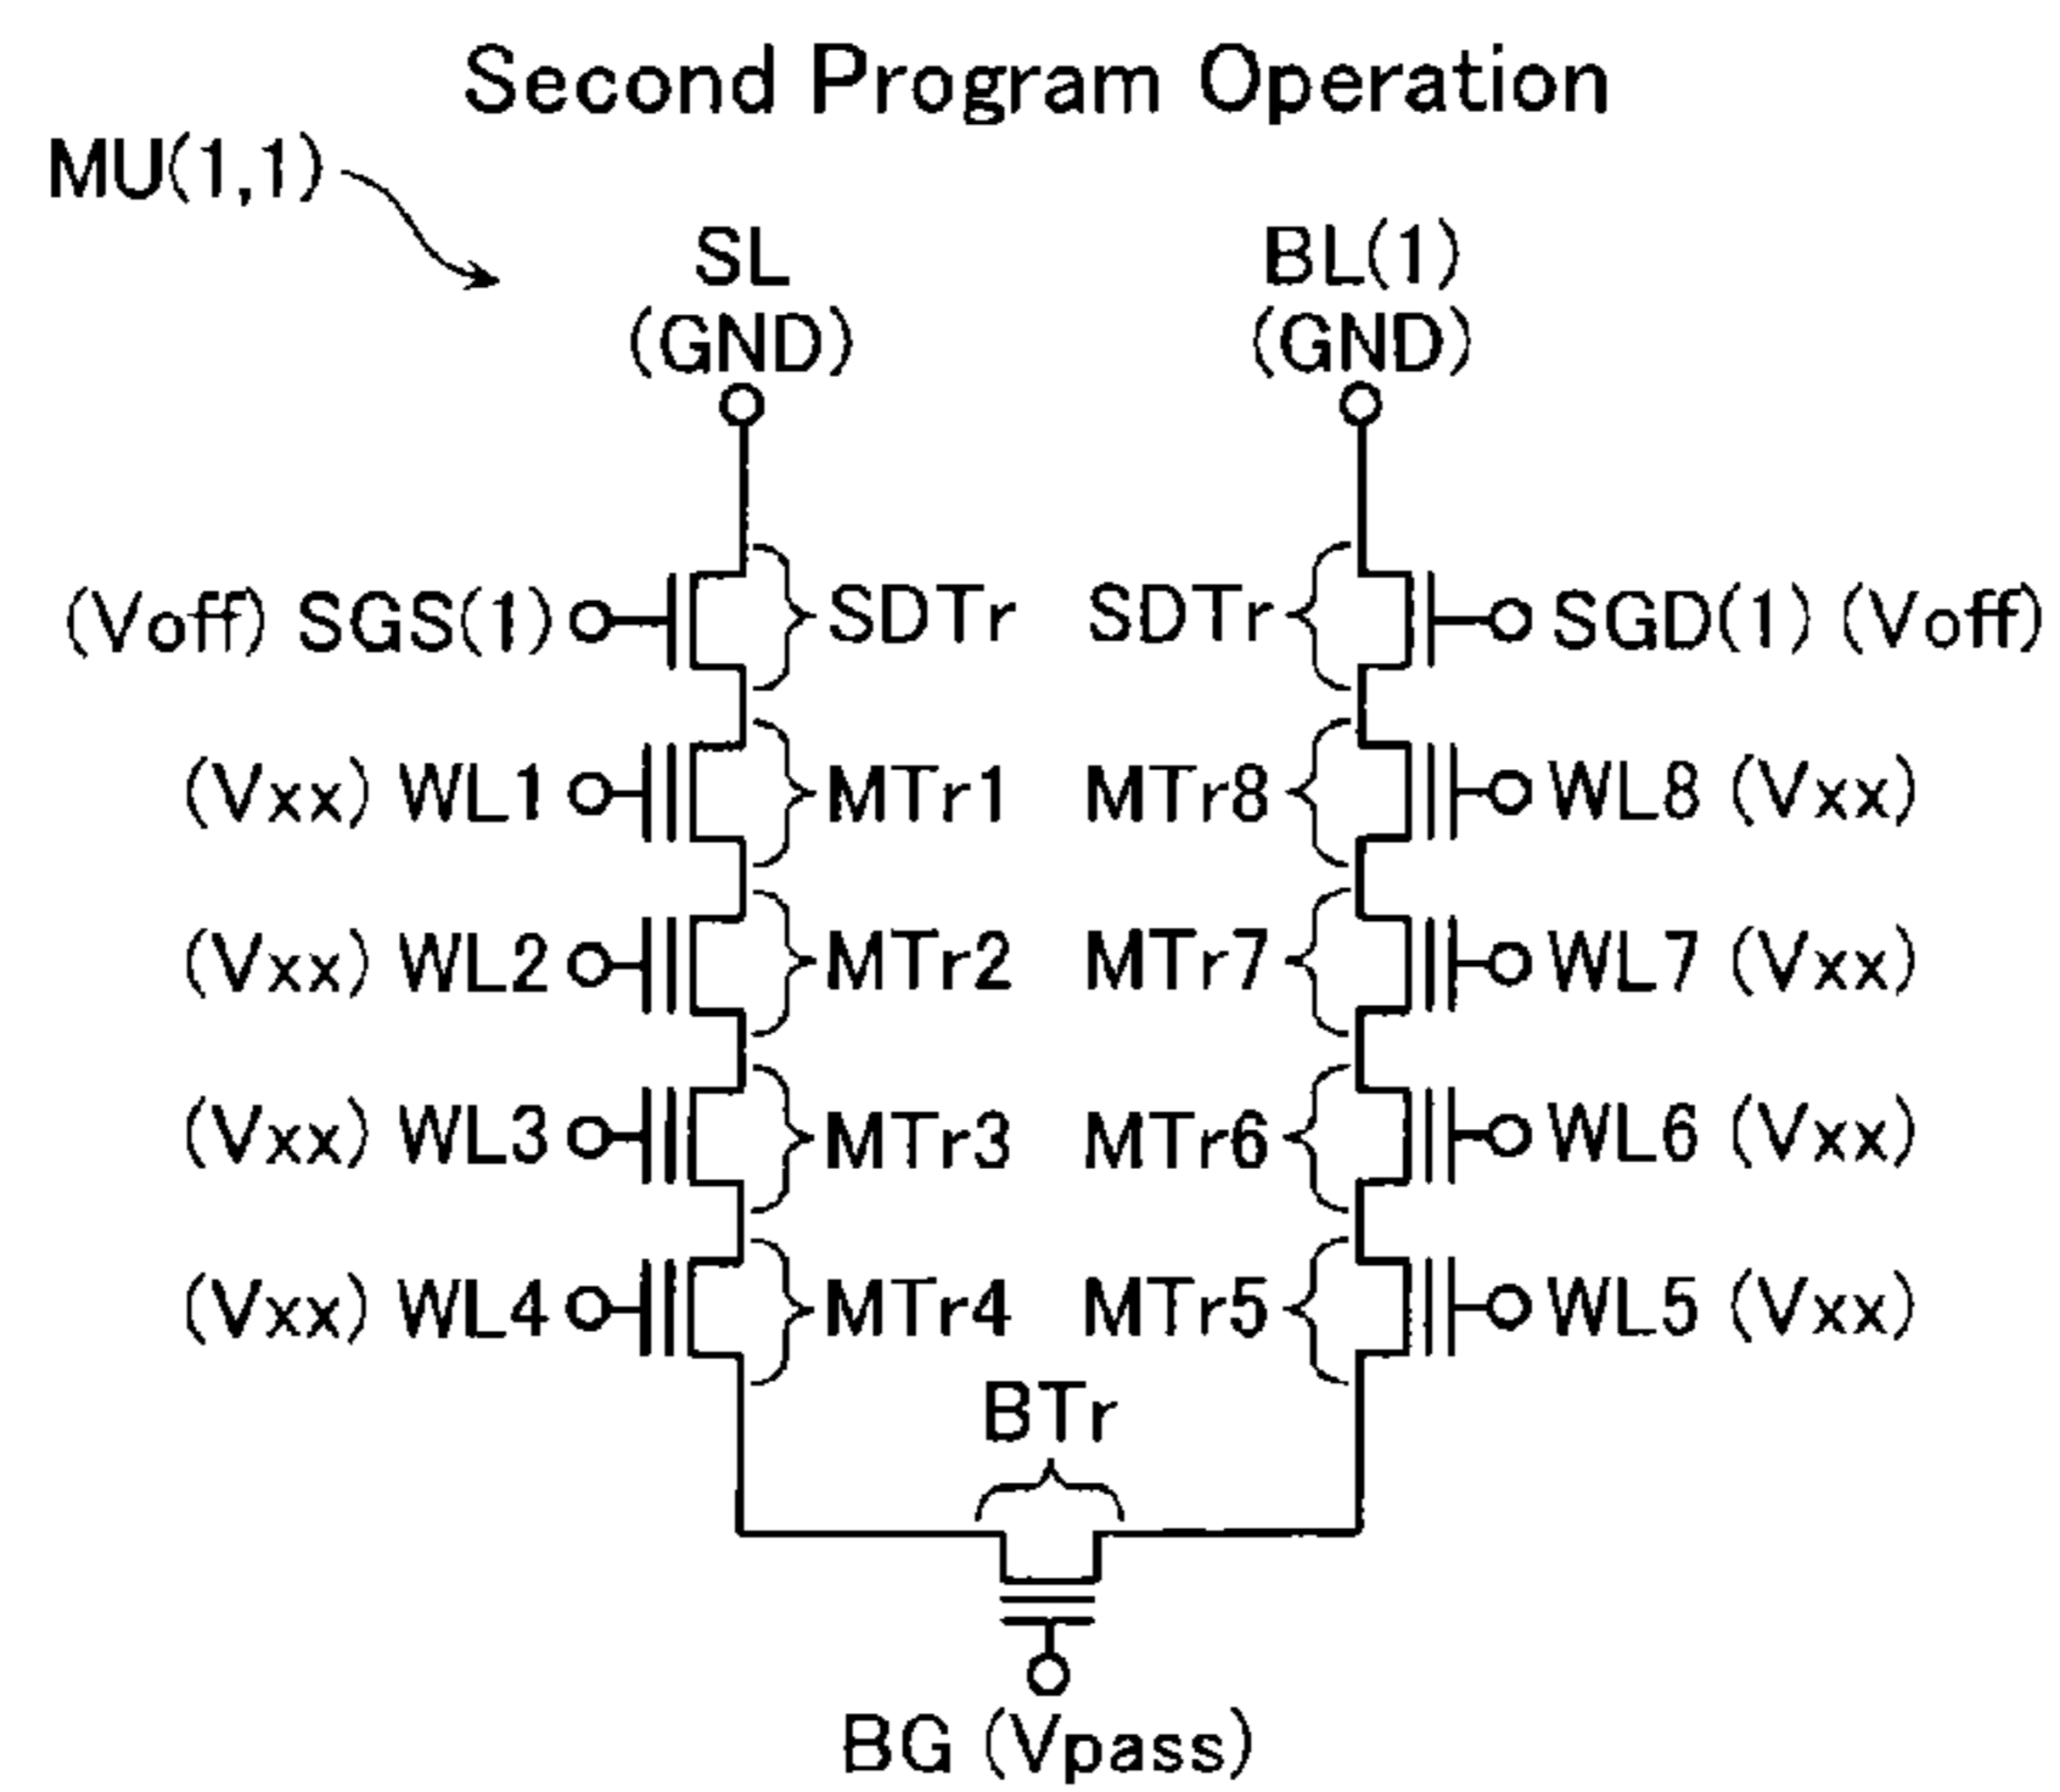 Second Program Operation
MU(1,1)
SL
(GND)
BL(1)
(GND)
(Voff) SGS(1) SDTr SDTr SGD(1) (Voff)
(Vxx) WL1 MTr1 MTr8 WL8 (Vxx)
(Vxx) WL2 MTr2 MTr7 WL7 (Vxx)
(Vxx) WL3 MTr3 MTr6 WL6 (Vxx)
(Vxx) WL4 MTr4 MTr5 WL5 (Vxx)
BTr
BG (Vpass)